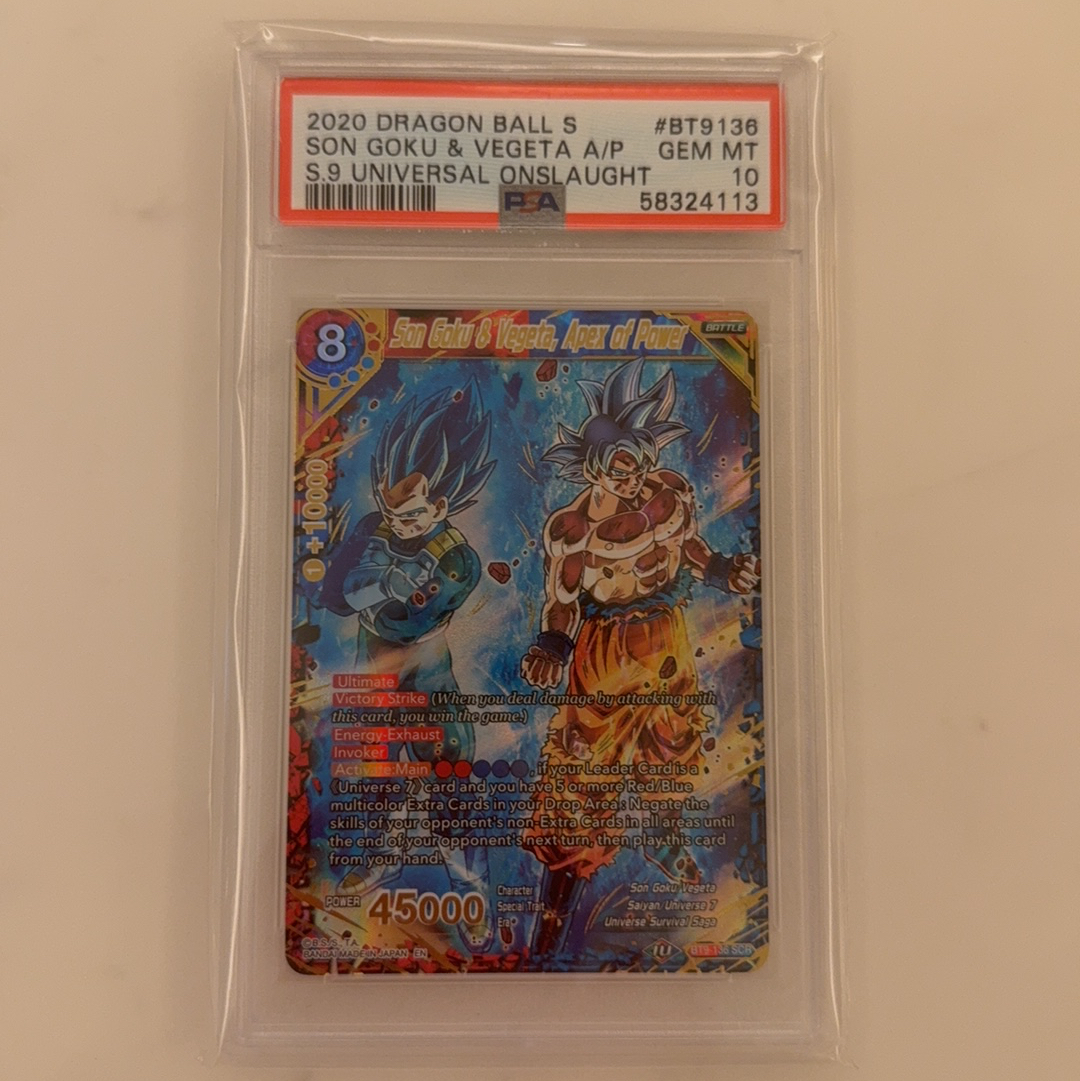 2020 DRAGON BALL S #BT9136
SON GOKU & VEGETA A/P GEM MT
S.9 UNIVERSAL ONSLAUGHT 10
PSA 58324113
8 Son Goku & Vegeta, Apex of Power BATTLE
1 +10000
Ultimate
Victory Strike (When you deal damage by attacking with
this card, you win the game.)
Energy-Exhaust
Invoker
Activate:Main , if your Leader Card is a
《Universe 7》 card and you have 5 or more Red/Blue
multicolor Extra Cards in your Drop Area : Negate the
skills of your opponent's non-Extra Cards in all areas until
the end of your opponent's next turn, then play this card
from your hand.
POWER 45000
Character Son Goku Vegeta
Special Trait Saiyan/Universe 7
Era Universe Survival Saga
©B.S./S., T.A.
BANDAI MADE IN JAPAN EN
BT9-136 SCR